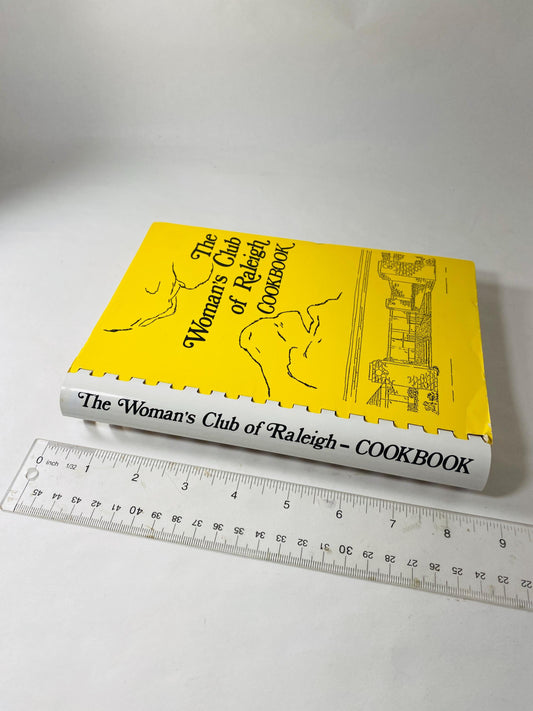 The
Woman's Club
of Raleigh
COOKBOOK
The Woman's Club of Raleigh – COOKBOOK
0 inch 1 2 3 4 5 6 7 8 9
45 44 43 42 41 40 39 38 37 36 35 34 33 32 31 30 29 28 27 26 25 24 23 22 21